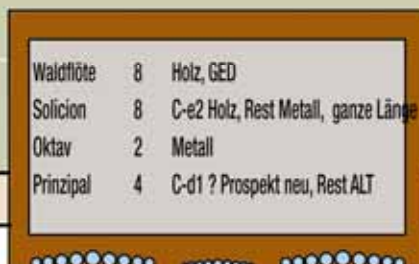 Waldflöte 8 Holz, GED
Solicion 8 C-e2 Holz, Rest Metall, ganze Länge
Oktav 2 Metall
Prinzipal 4 C-d1 ? Prospekt neu, Rest ALT